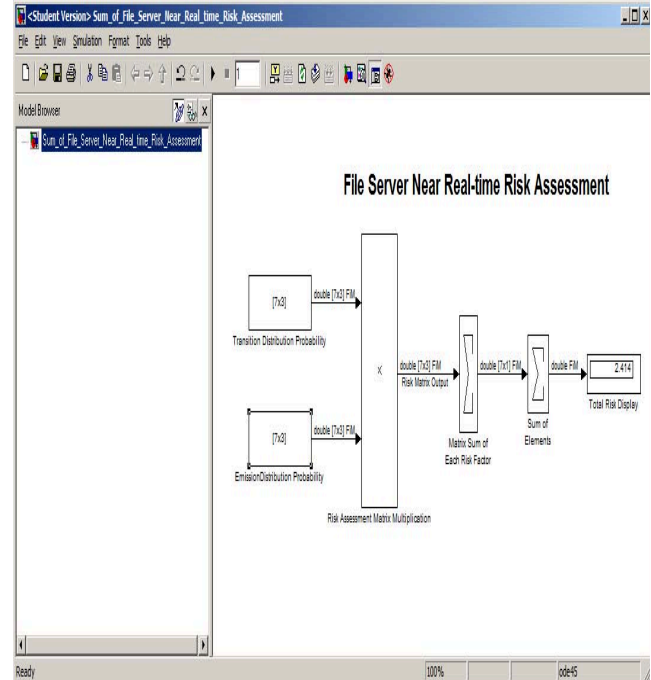 <Student Version> Sum_of_File_Server_Near_Real_time_Risk_Assessment
File Edit View Simulation Format Tools Help
1
Model Browser
Sum_of_File_Server_Near_Real_time_Risk_Assessment
File Server Near Real-time Risk Assessment
[7x3]
double [7x3] FiM
Transition Distribution Probability
[7x3]
double [7x3] FiM
EmissionDistribution Probability
X
Risk Assessment Matrix Multiplication
double [7x3] FiM
Risk Matrix Output
Matrix Sum of
Each Risk Factor
double [7x1] FiM
Sum of
Elements
double FiM
2.414
Total Risk Display
Ready
100%
ode45